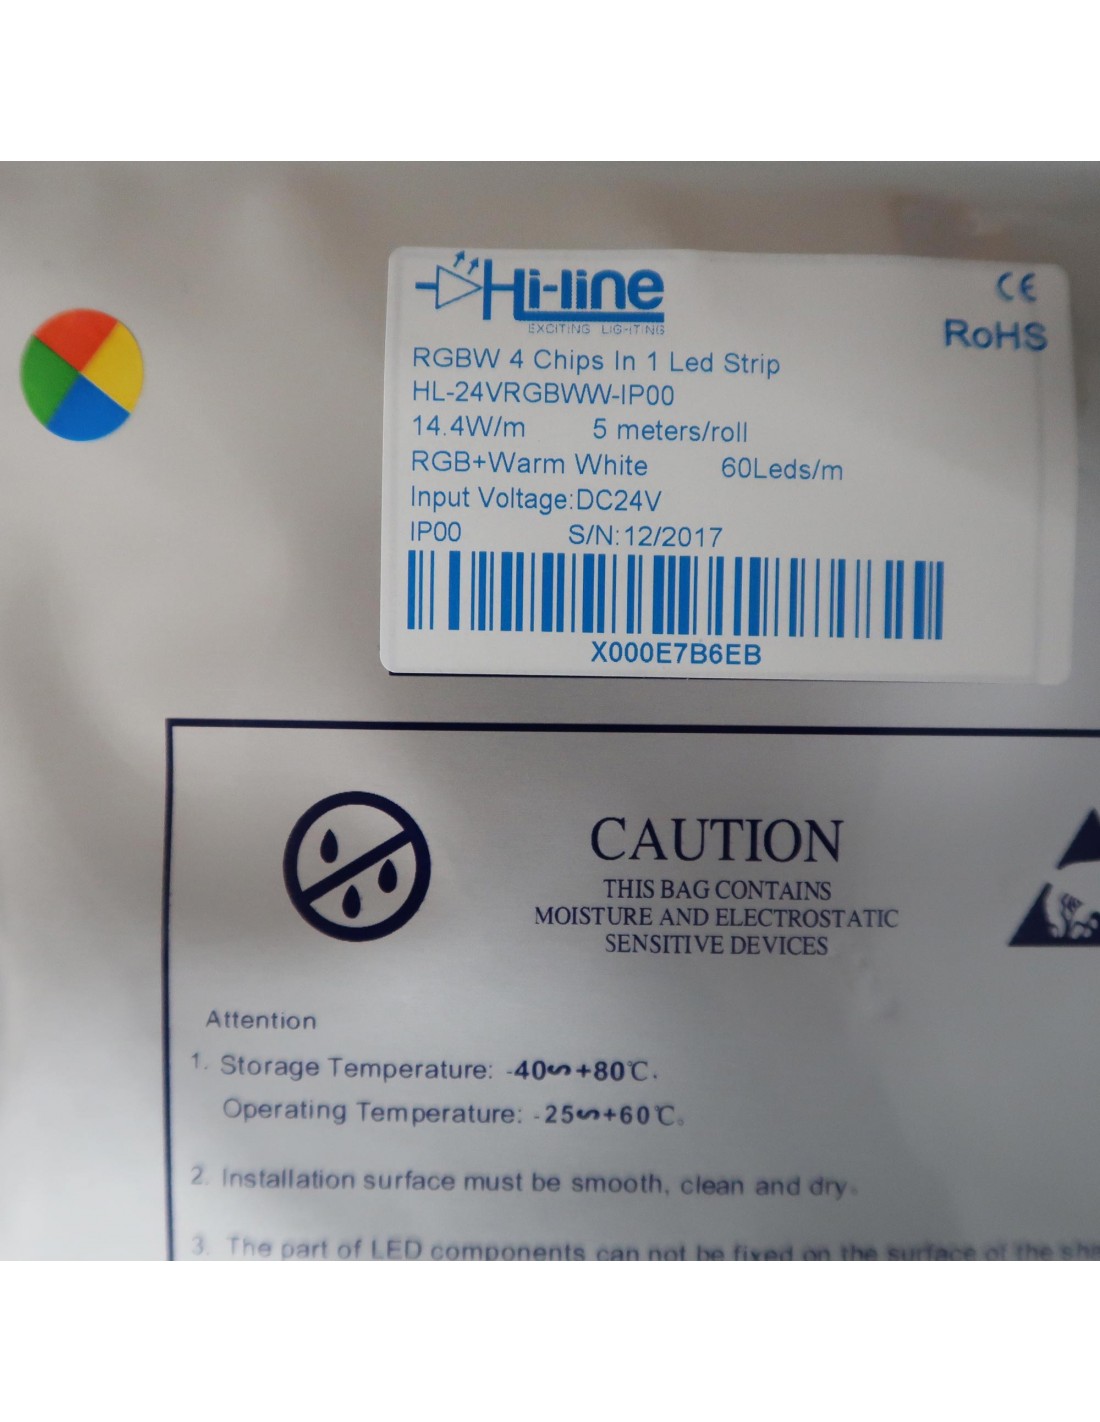 Hi-line
EXCITING LIGHTING
CE
RoHS
RGBW 4 Chips In 1 Led Strip
HL-24VRGBWW-IP00
14.4W/m 5 meters/roll
RGB+Warm White 60Leds/m
Input Voltage:DC24V
IP00 S/N:12/2017
X000E7B6EB
CAUTION
THIS BAG CONTAINS
MOISTURE AND ELECTROSTATIC
SENSITIVE DEVICES
Attention
1. Storage Temperature: -40∽+80℃.
Operating Temperature: -25∽+60℃。
2. Installation surface must be smooth, clean and dry.
3. The part of LED components can not be fixed on the surface of the